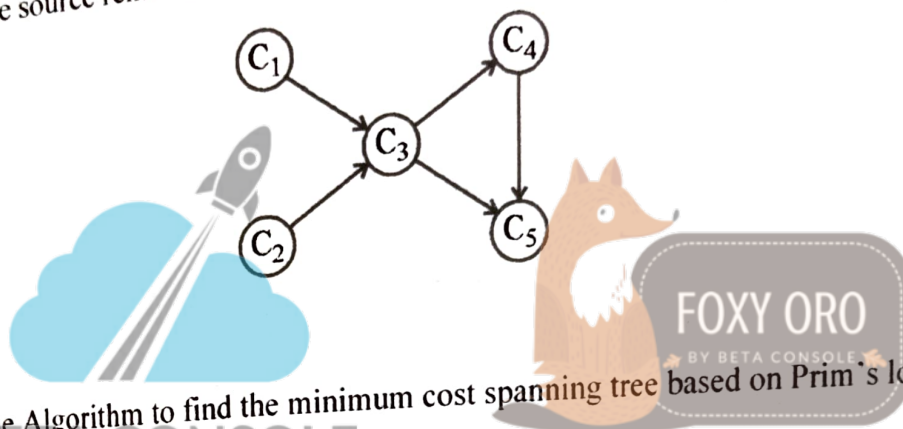 e source
C₁
C₄
C₃
C₂
C₅
FOXY ORO
BY BETA CONSOLE
e Algorithm to find the minimum cost spanning tree based on Prim's